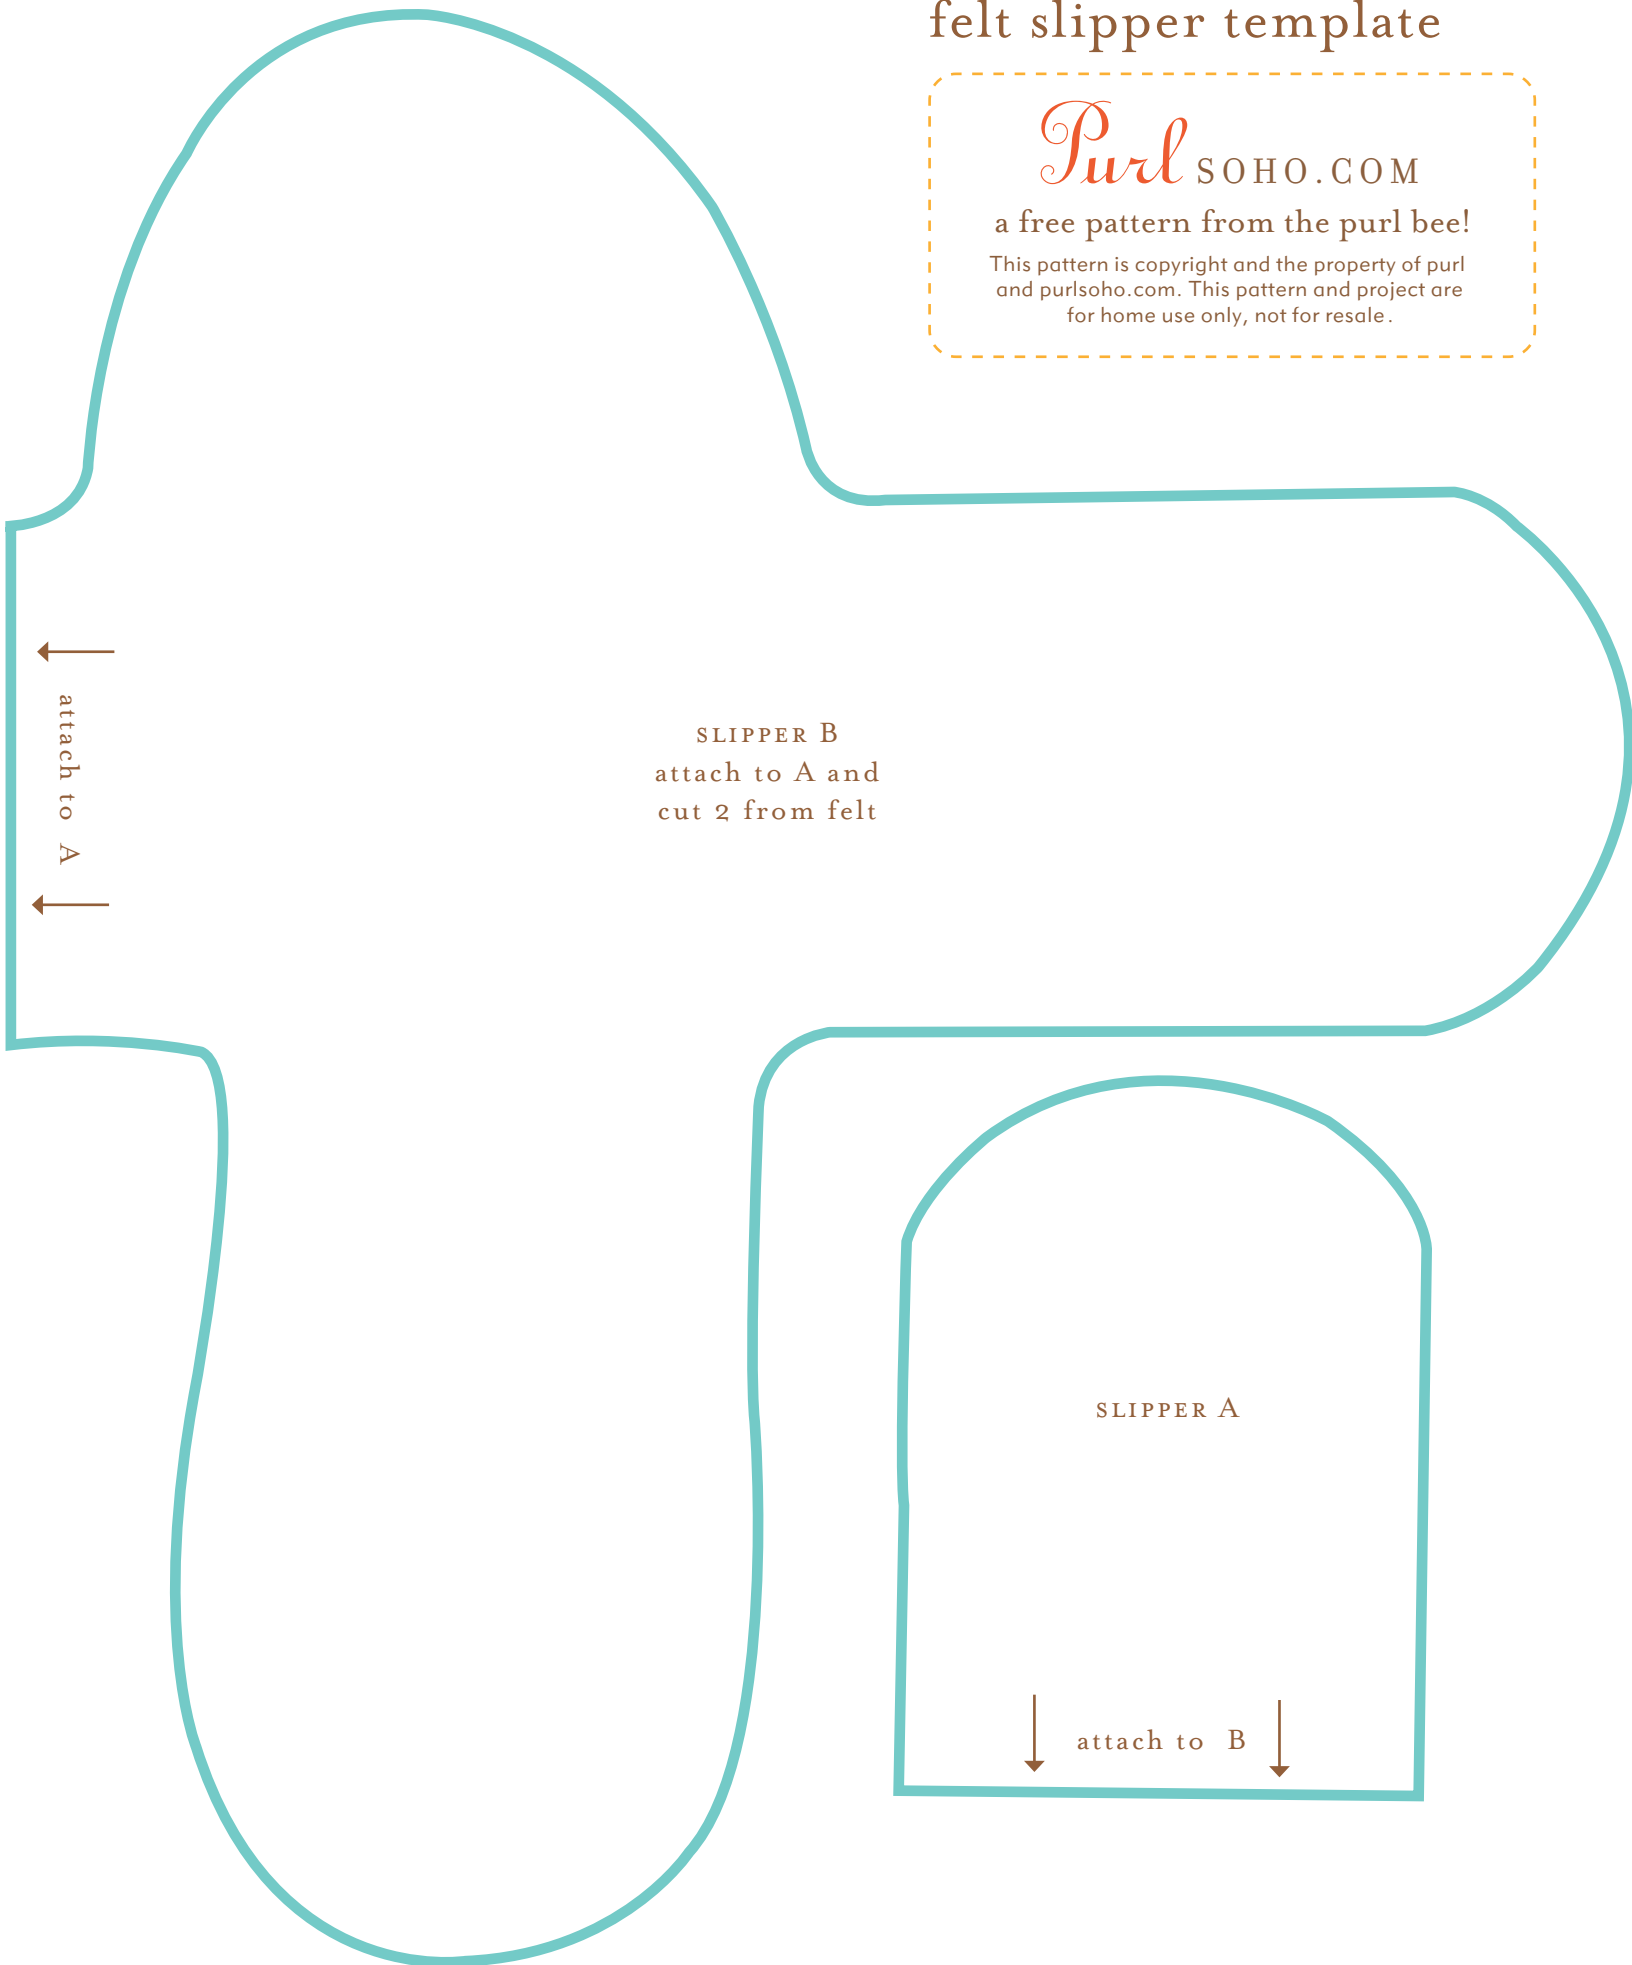 felt slipper template
Purl SOHO.COM
a free pattern from the purl bee!
This pattern is copyright and the property of purl
and purlsoho.com. This pattern and project are
for home use only, not for resale.
attach to A
SLIPPER B
attach to A and
cut 2 from felt
SLIPPER A
attach to B